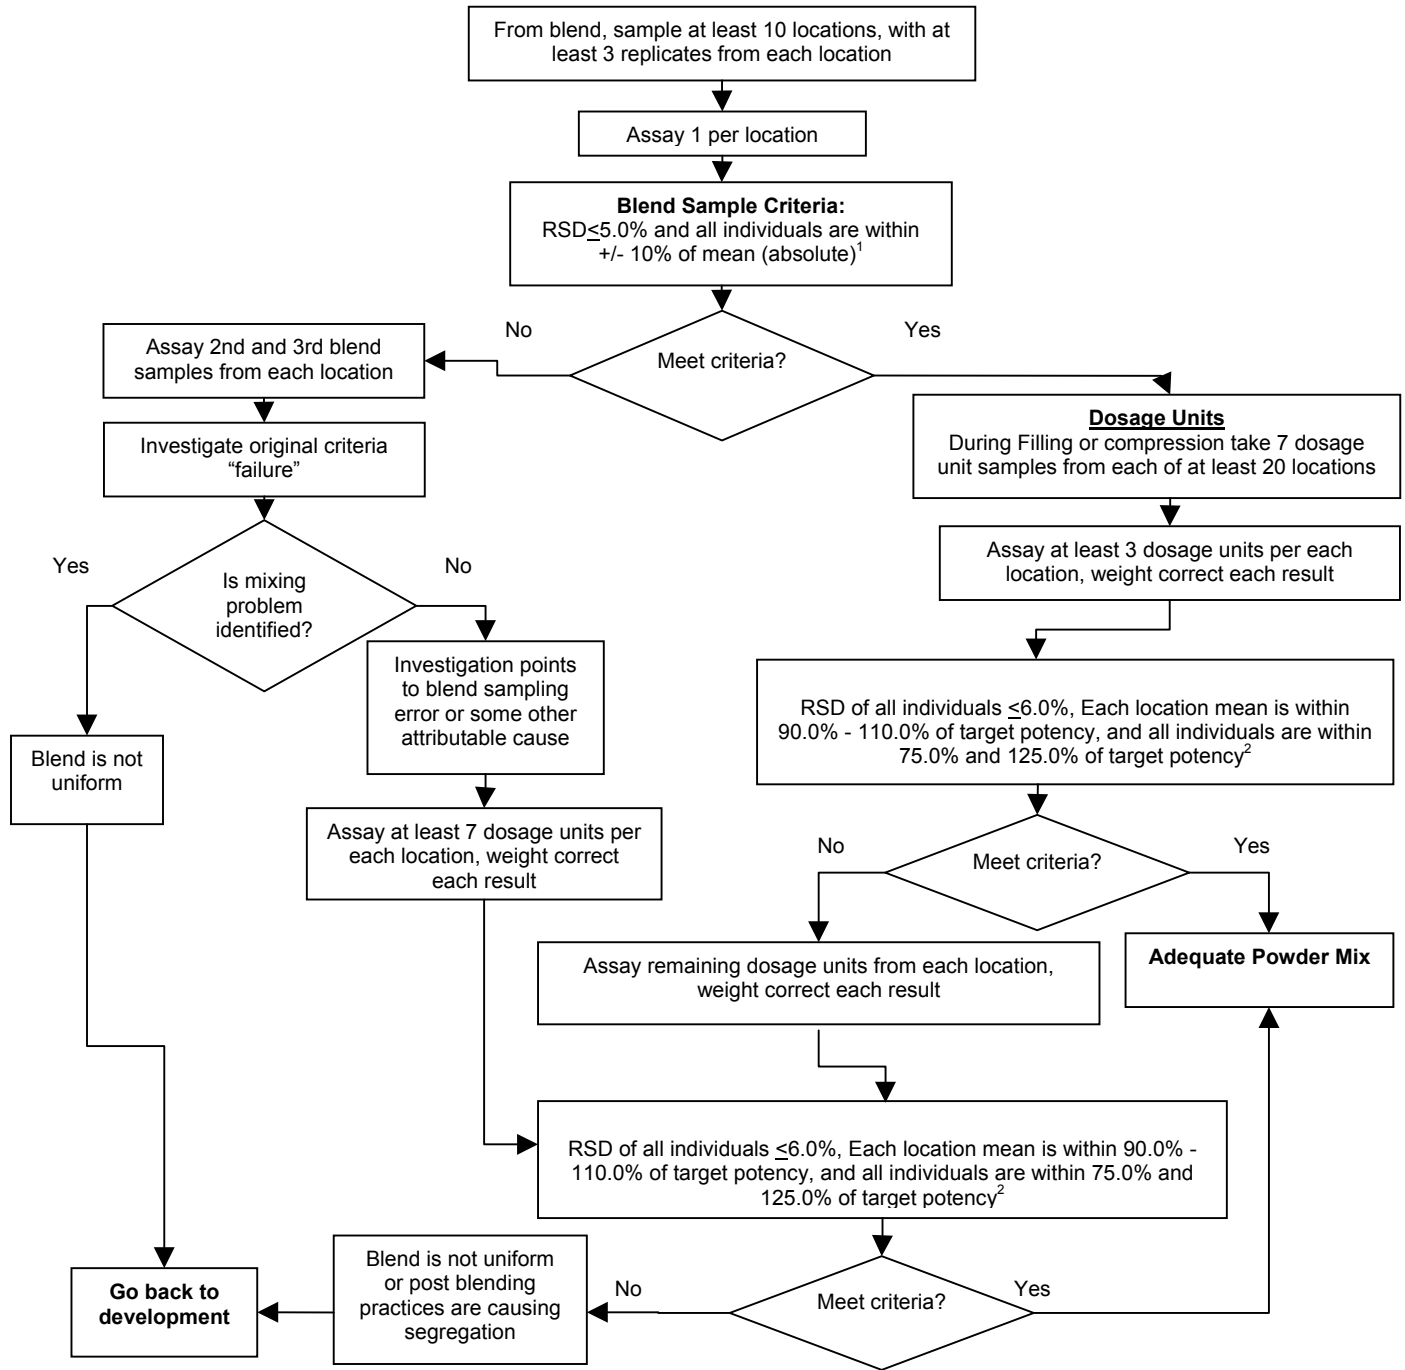 From blend, sample at least 10 locations, with at
least 3 replicates from each location
Assay 1 per location
Blend Sample Criteria:
RSD≤5.0% and all individuals are within
+/- 10% of mean (absolute)¹
Meet criteria?
No
Yes
Assay 2nd and 3rd blend
samples from each location
Investigate original criteria
“failure”
Is mixing
problem
identified?
Yes
No
Blend is not
uniform
Investigation points
to blend sampling
error or some other
attributable cause
Assay at least 7 dosage units per
each location, weight correct
each result
Dosage Units
During Filling or compression take 7 dosage
unit samples from each of at least 20 locations
Assay at least 3 dosage units per each
location, weight correct each result
RSD of all individuals ≤6.0%, Each location mean is within
90.0% - 110.0% of target potency, and all individuals are within
75.0% and 125.0% of target potency²
Meet criteria?
No
Yes
Assay remaining dosage units from each location,
weight correct each result
Adequate Powder Mix
RSD of all individuals ≤6.0%, Each location mean is within 90.0% -
110.0% of target potency, and all individuals are within 75.0% and
125.0% of target potency²
Meet criteria?
No
Yes
Blend is not uniform
or post blending
practices are causing
segregation
Go back to
development